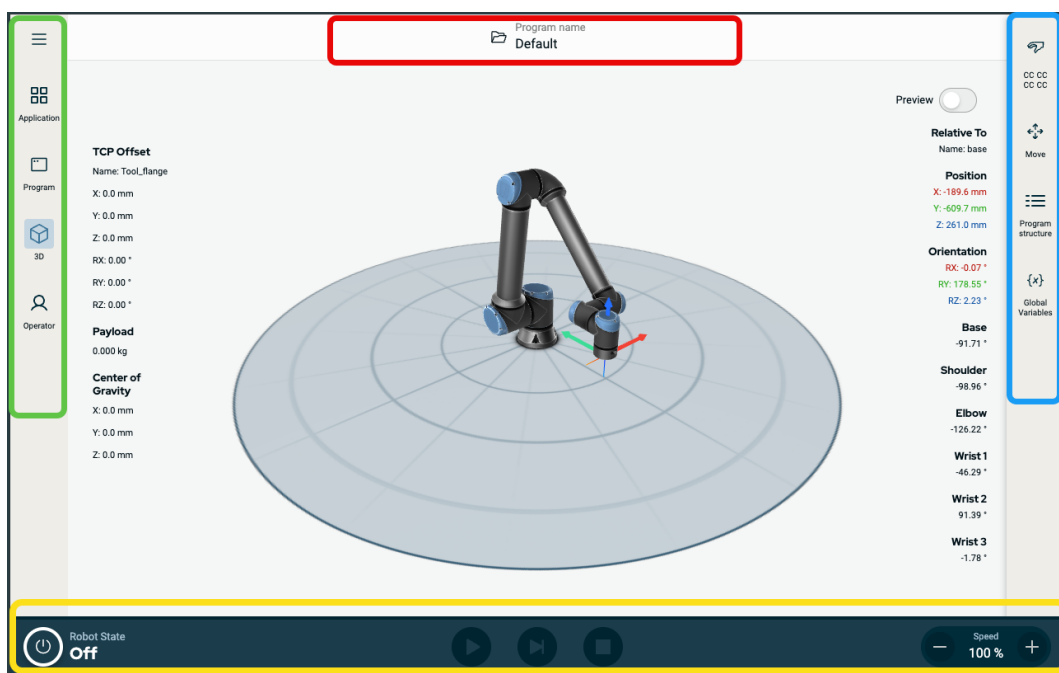 Program name
Default
Application
Program
3D
Operator
TCP Offset
Name: Tool_flange
X: 0.0 mm
Y: 0.0 mm
Z: 0.0 mm
RX: 0.00 °
RY: 0.00 °
RZ: 0.00 °
Payload
0.000 kg
Center of
Gravity
X: 0.0 mm
Y: 0.0 mm
Z: 0.0 mm
Preview
Relative To
Name: base
Position
X: -189.6 mm
Y: -609.7 mm
Z: 261.0 mm
Orientation
RX: -0.07 °
RY: 178.55 °
RZ: 2.23 °
Base
-91.71 °
Shoulder
-98.96 °
Elbow
-126.22 °
Wrist 1
-46.29 °
Wrist 2
91.39 °
Wrist 3
-1.78 °
CC CC
CC CC
Move
Program
structure
{x}
Global
Variables
Robot State
Off
Speed
100 %